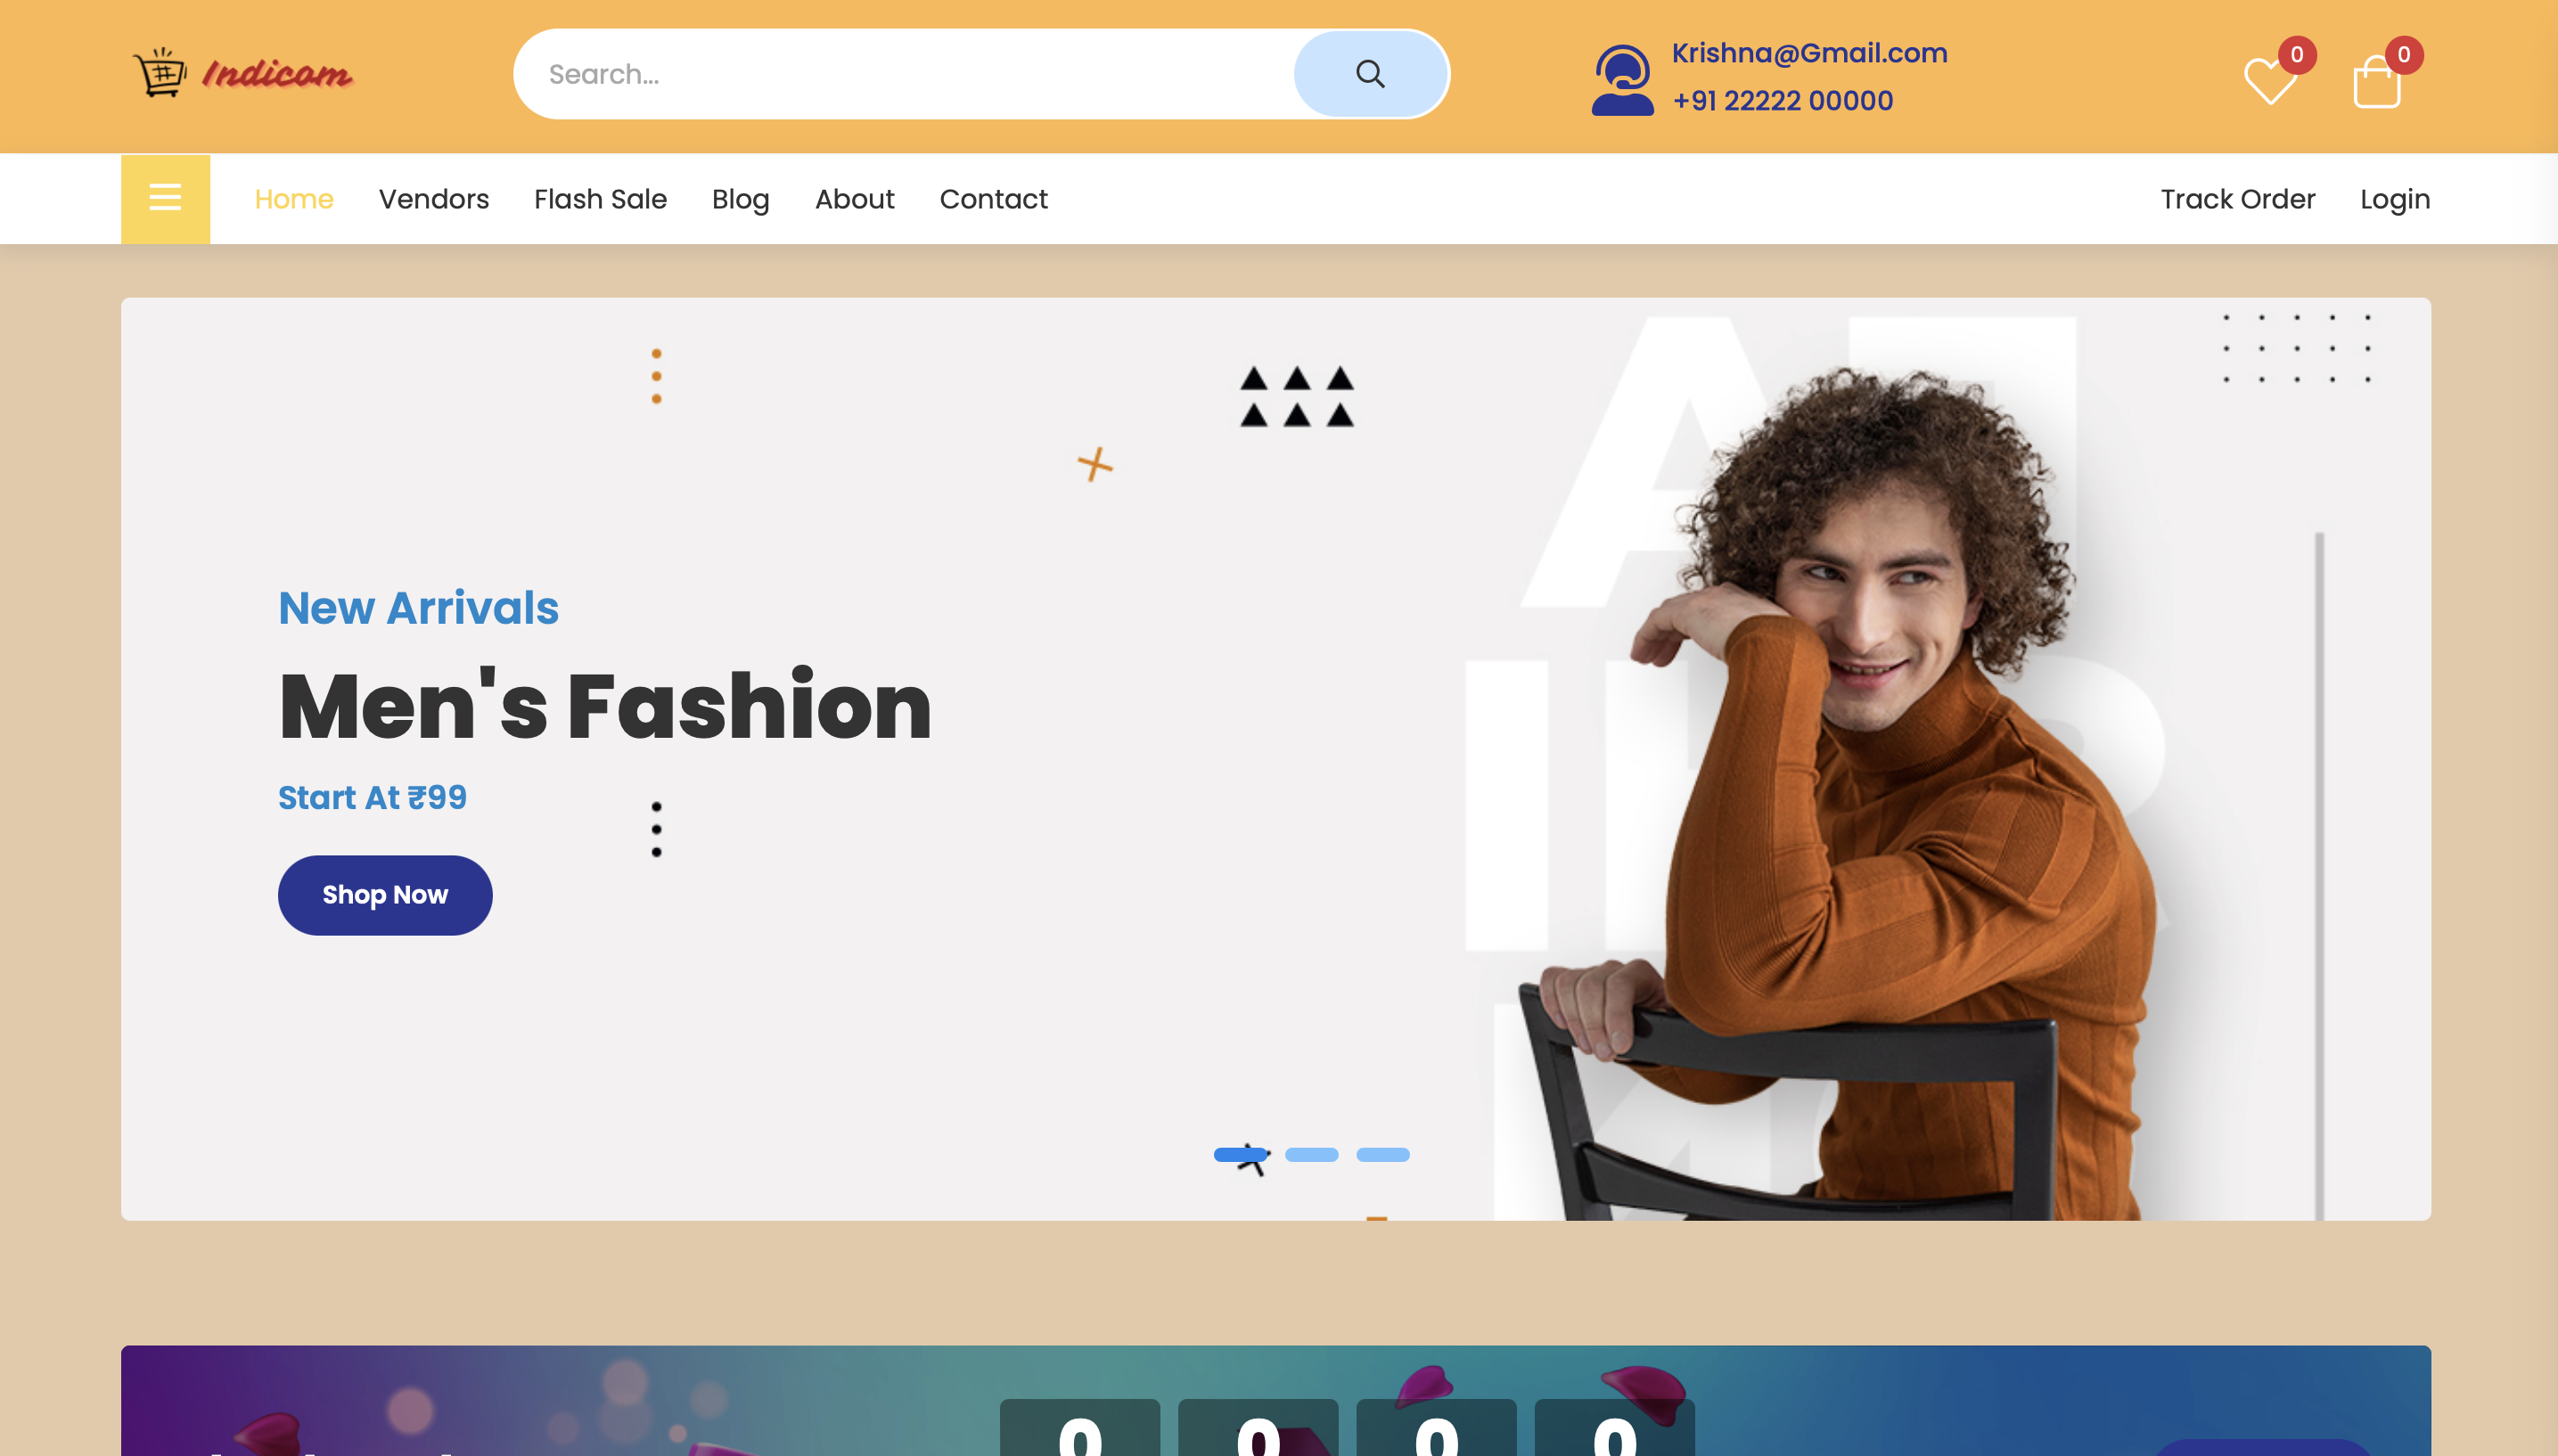 Indicom
Search...
Krishna@Gmail.com
+91 22222 00000
0
0
Home Vendors Flash Sale Blog About Contact Track Order Login
New Arrivals
Men's Fashion
Start At ₹99
Shop Now
0 0 0 0